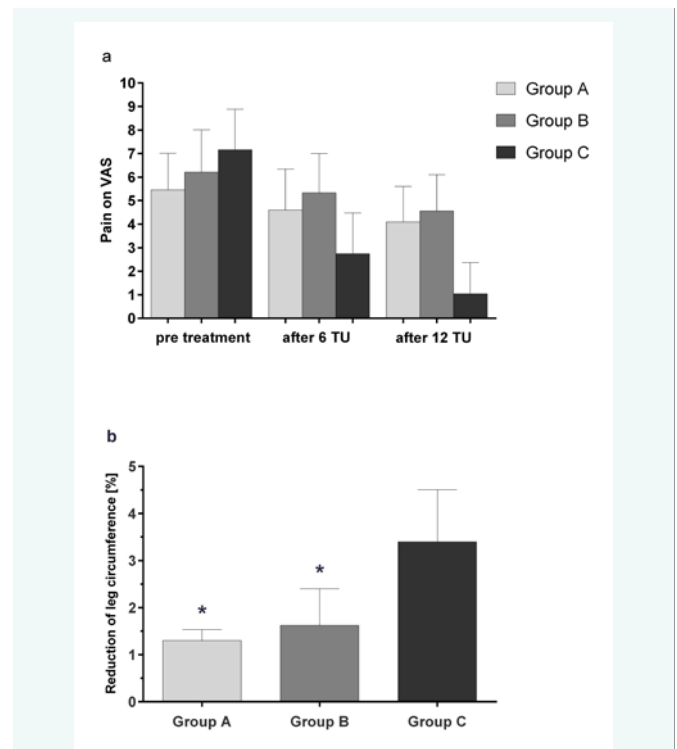 a
10
9
8
7
6
5
4
3
2
1
0
Pain on VAS
Group A
Group B
Group C
pre treatment after 6 TU after 12 TU
b
5
4
3
2
1
0
Reduction of leg circumference [%]
*
*
Group A Group B Group C